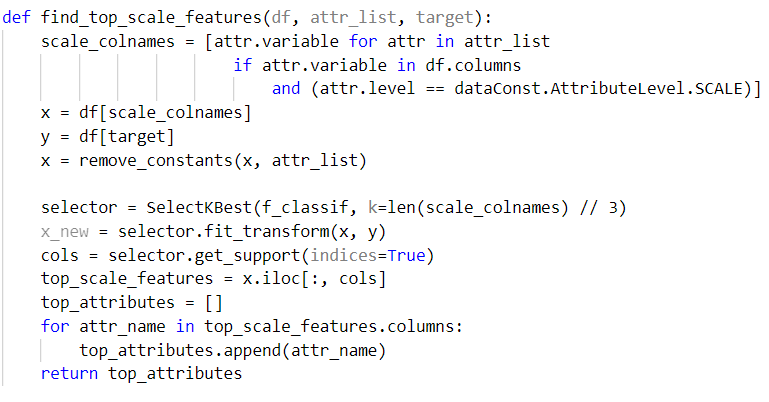 def find_top_scale_features(df, attr_list, target):
    scale_colnames = [attr.variable for attr in attr_list
                      if attr.variable in df.columns
                          and (attr.level == dataConst.AttributeLevel.SCALE)]
    x = df[scale_colnames]
    y = df[target]
    x = remove_constants(x, attr_list)

    selector = SelectKBest(f_classif, k=len(scale_colnames) // 3)
    x_new = selector.fit_transform(x, y)
    cols = selector.get_support(indices=True)
    top_scale_features = x.iloc[:, cols]
    top_attributes = []
    for attr_name in top_scale_features.columns:
        top_attributes.append(attr_name)
    return top_attributes